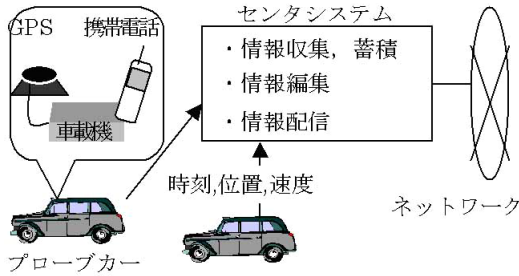 GPS 携帯電話
車載機
プローブカー
センタシステム
・情報収集，蓄積
・情報編集
・情報配信
時刻,位置,速度
ネットワーク